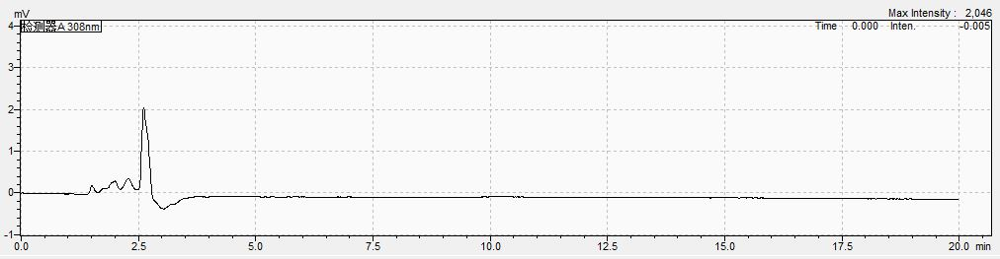 mV
Max Intensity : 2,046
检测器A 308nm
Time 0.000 Inten. -0.005
4
3
2
1
0
-1
0.0 2.5 5.0 7.5 10.0 12.5 15.0 17.5 20.0 min